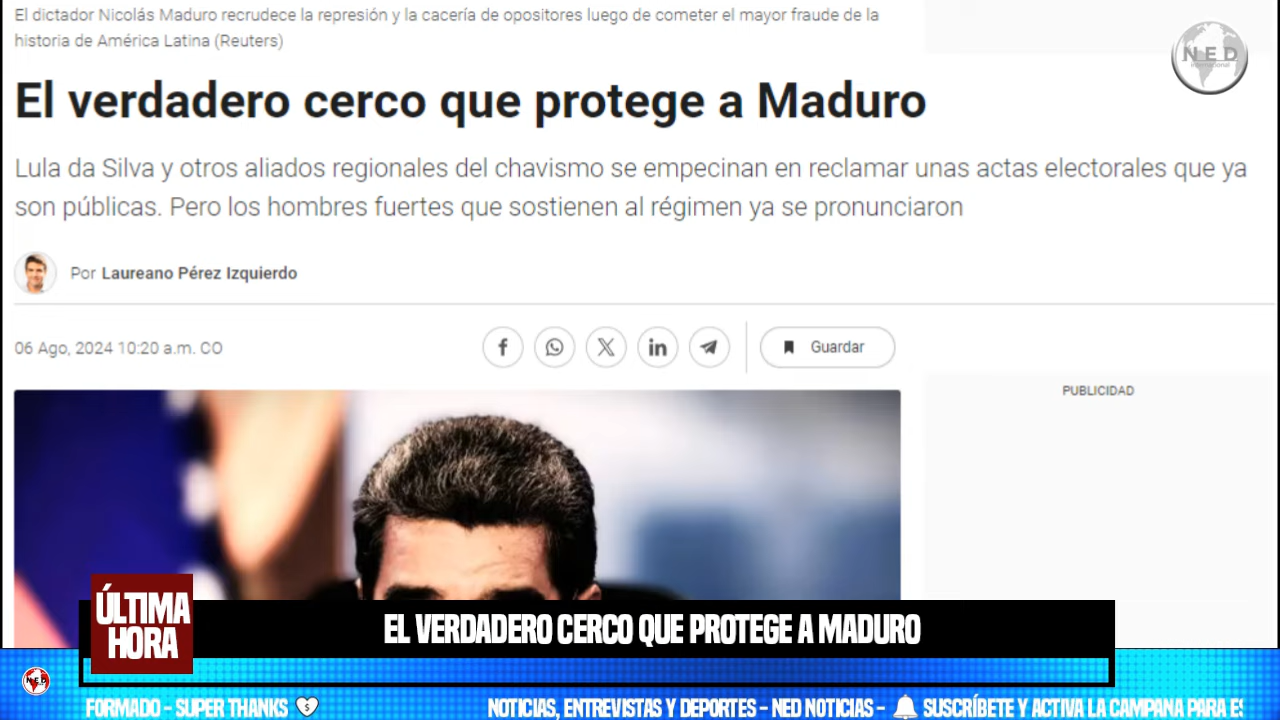 El dictador Nicolás Maduro recrudece la represión y la cacería de opositores luego de cometer el mayor fraude de la
historia de América Latina (Reuters)
NED
international
El verdadero cerco que protege a Maduro
Lula da Silva y otros aliados regionales del chavismo se empecinan en reclamar unas actas electorales que ya
son públicas. Pero los hombres fuertes que sostienen al régimen ya se pronunciaron
Por Laureano Pérez Izquierdo
06 Ago, 2024 10:20 a.m. CO
Guardar
PUBLICIDAD
ÚLTIMA
HORA
EL VERDADERO CERCO QUE PROTEGE A MADURO
NED
FORMADO - SUPER THANKS
NOTICIAS, ENTREVISTAS Y DEPORTES - NED NOTICIAS -
SUSCRÍBETE Y ACTIVA LA CAMPANA PARA ES